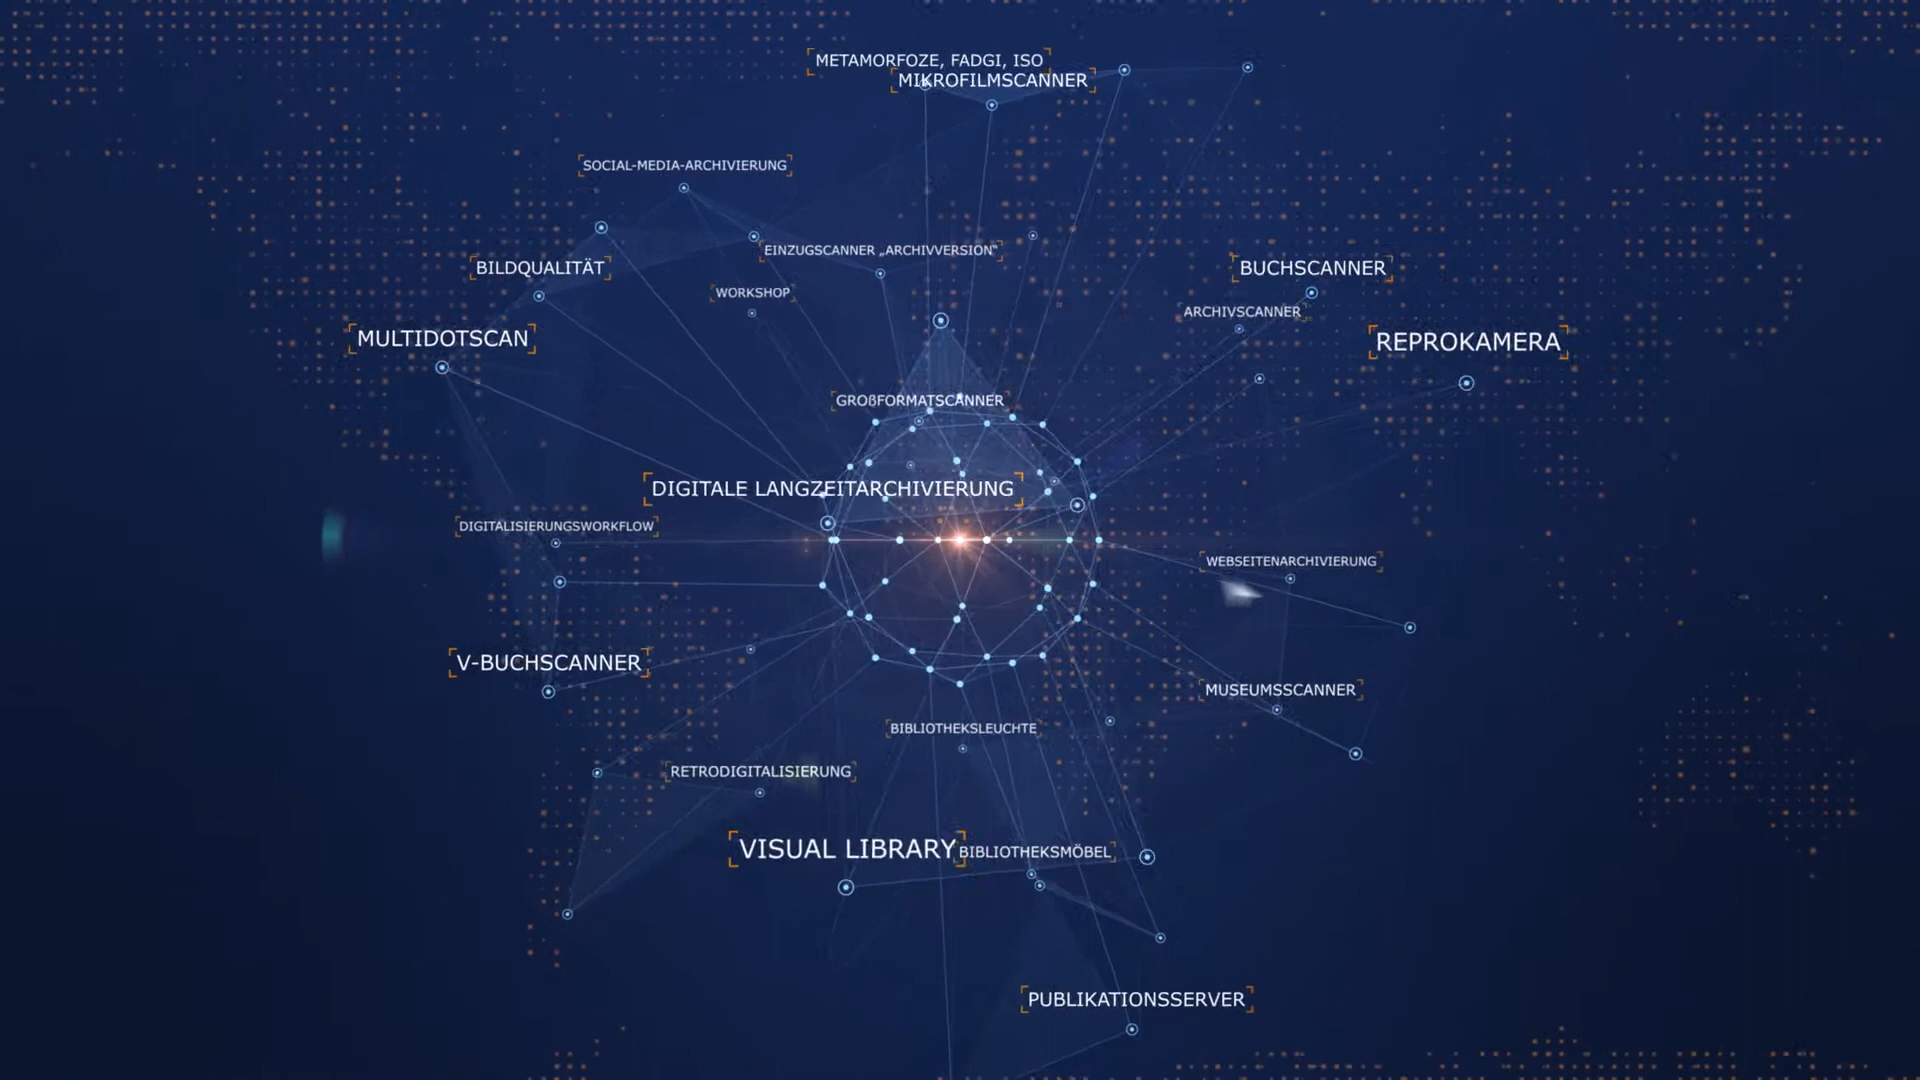 METAMORFOZE, FADGI, ISO
MIKROFILMSCANNER
SOCIAL-MEDIA-ARCHIVIERUNG
EINZUGSCANNER „ARCHIVVERSION“
BILDQUALITÄT
BUCHSCANNER
WORKSHOP
ARCHIVSCANNER
MULTIDOTSCAN
REPROKAMERA
GROßFORMATSCANNER
DIGITALE LANGZEITARCHIVIERUNG
DIGITALISIERUNGSWORKFLOW
WEBSEITENARCHIVIERUNG
V-BUCHSCANNER
MUSEUMSSCANNER
BIBLIOTHEKSLEUCHTE
RETRODIGITALISIERUNG
VISUAL LIBRARY
BIBLIOTHEKSMÖBEL
PUBLIKATIONSSERVER